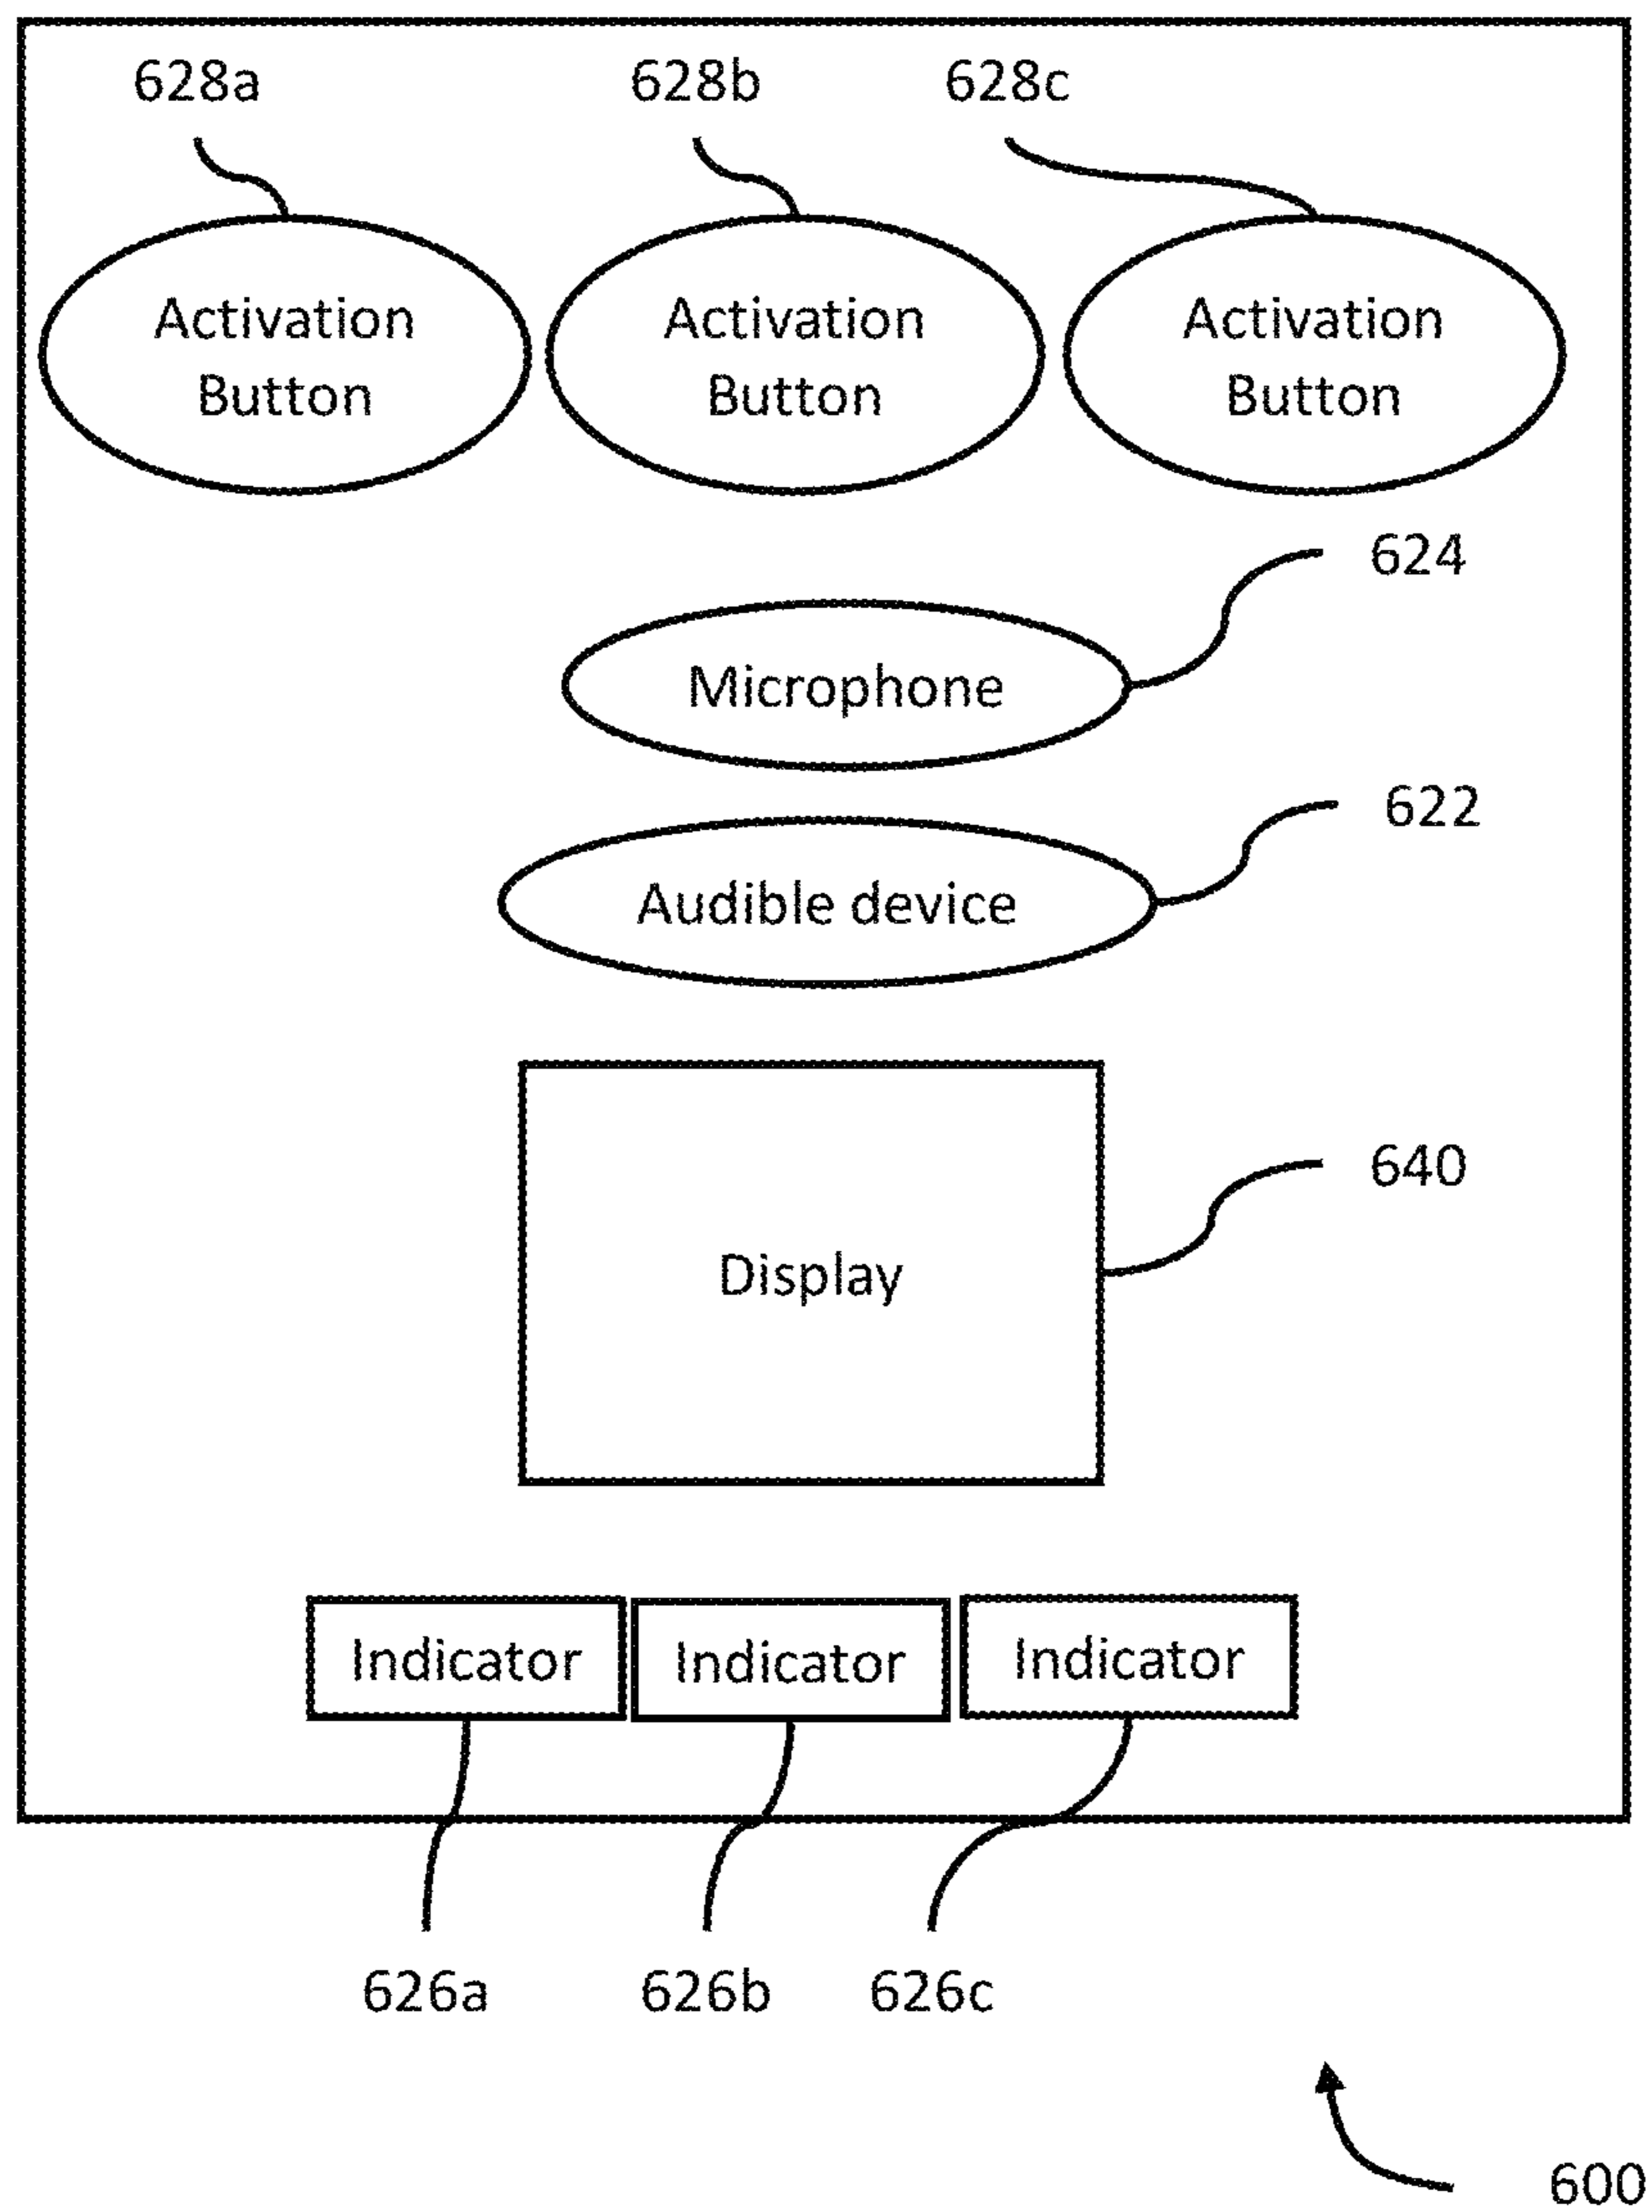 628a 628b 628c
Activation Activation Activation
Button Button Button
624
Microphone
622
Audible device
640
Display
Indicator Indicator Indicator
626a 626b 626c
600